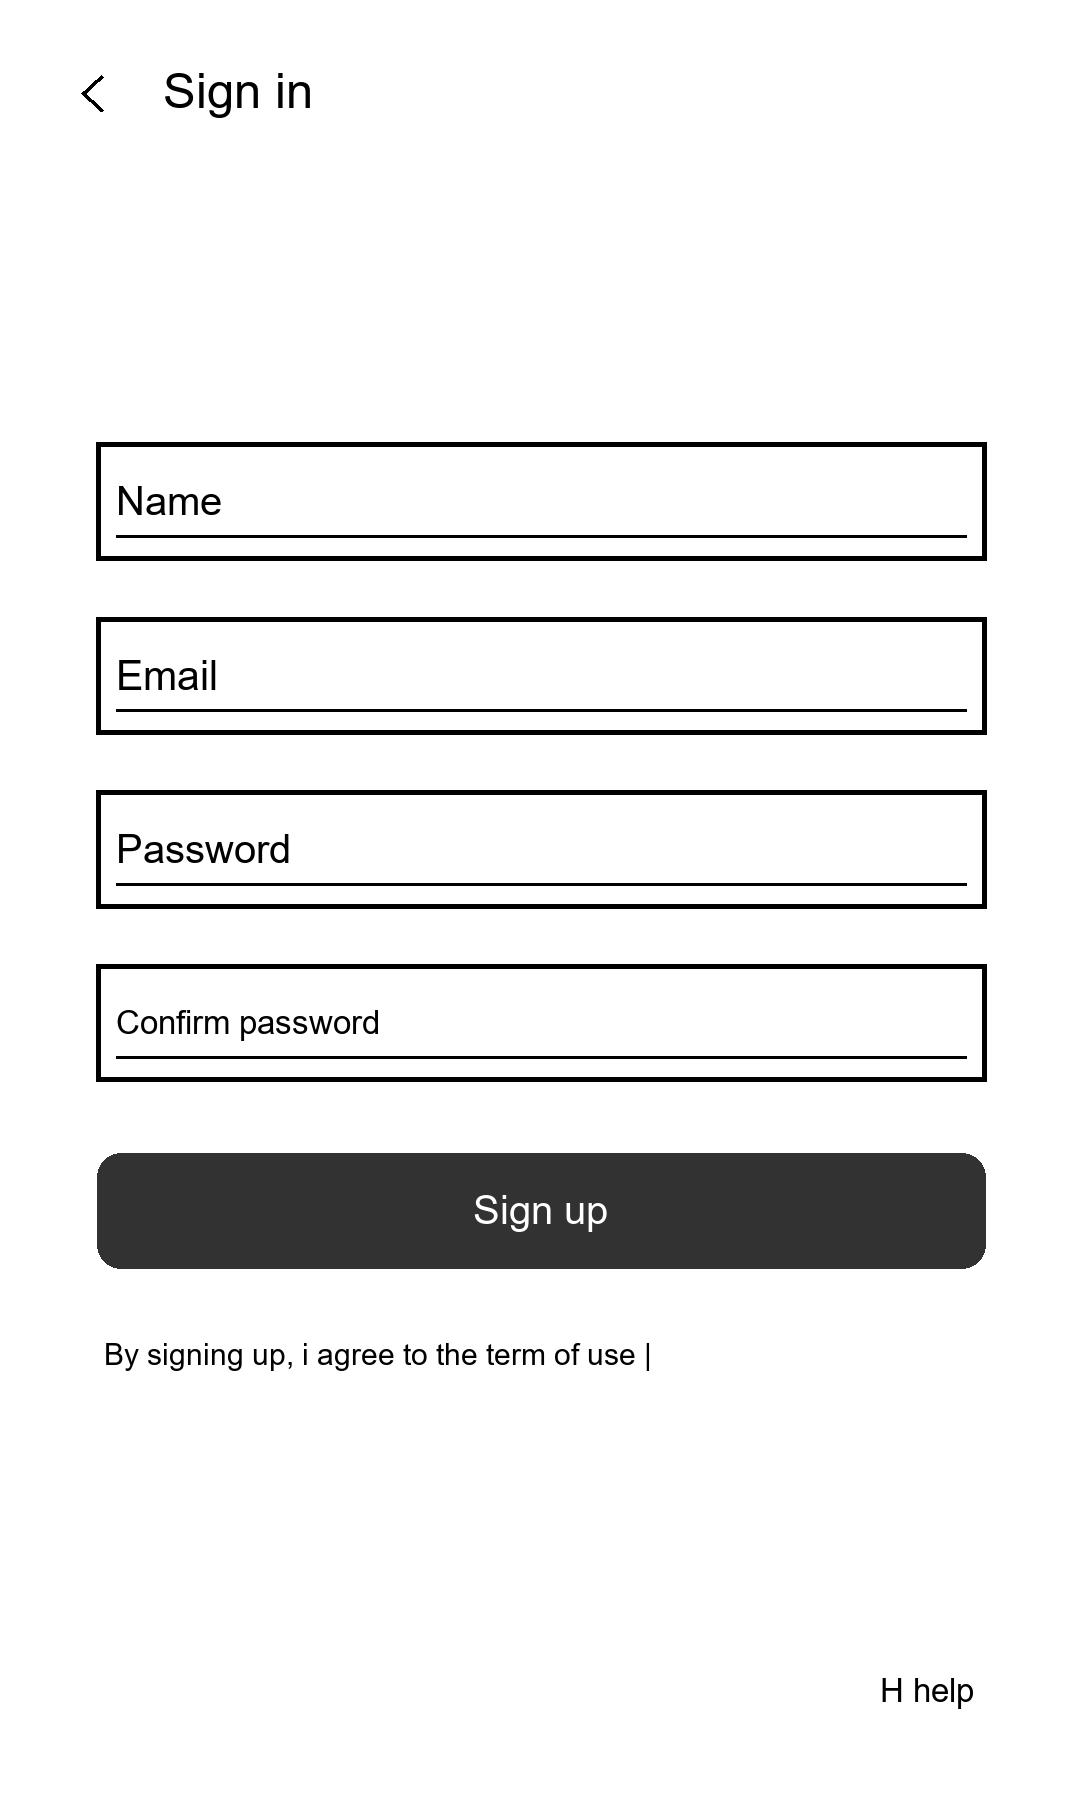 Sign in
Name
Email
Password
Confirm password
Sign up
By signing up, i agree to the term of use |
H help